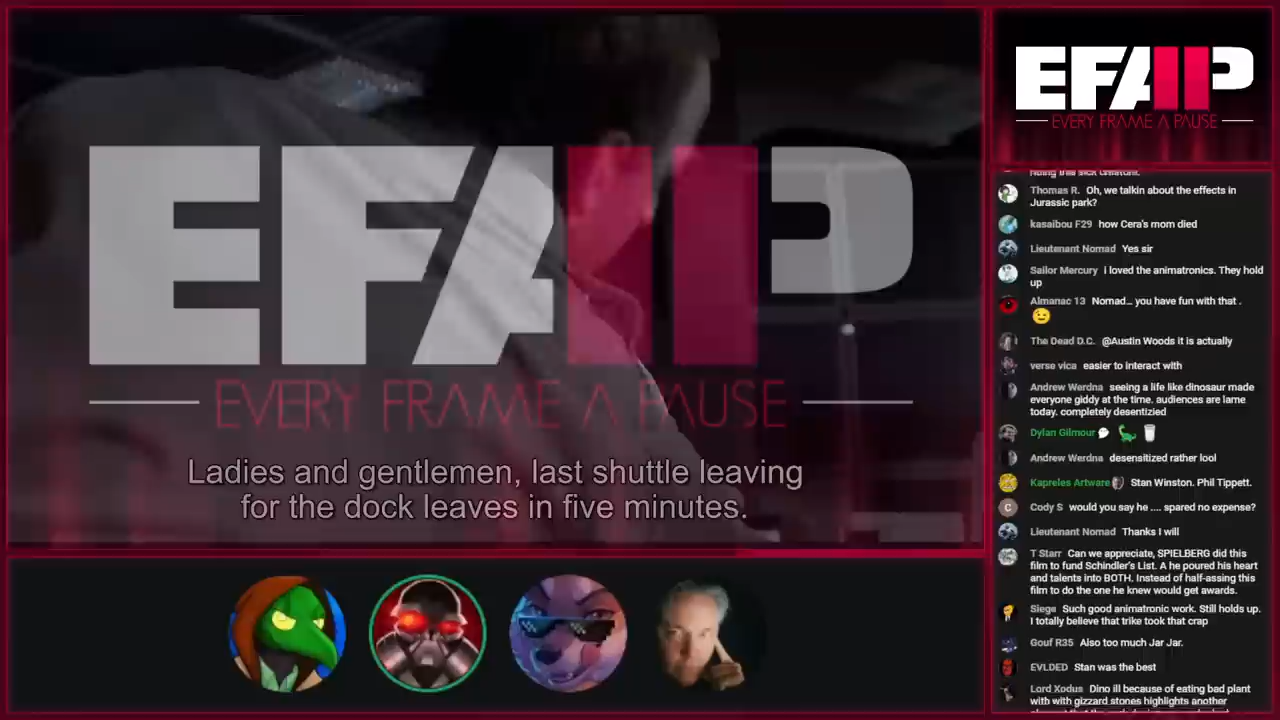 EFAP
EVERY FRAME A PAUSE
Ladies and gentlemen, last shuttle leaving
for the dock leaves in five minutes.
EFAP
EVERY FRAME A PAUSE
Thomas R. Oh, we talkin about the effects in
Jurassic park?
kasaibou F29 how Cera's mom died
Lieutenant Nomad Yes sir
Sailor Mercury i loved the animatronics. They hold
up
Almanac 13 Nomad... you have fun with that .
The Dead D.C. @Austin Woods it is actually
verse vica easier to interact with
Andrew Werdna seeing a life like dinosaur made
everyone giddy at the time. audiences are lame
today. completely desentizied
Dylan Gilmour
Andrew Werdna desensitized rather lool
Kapreles Artware Stan Winston. Phil Tippett.
C
Cody S would you say he .... spared no expense?
Lieutenant Nomad Thanks I will
T Starr Can we appreciate, SPIELBERG did this
film to fund Schindler's List. A he poured his heart
and talents into BOTH. Instead of half-assing this
film to do the one he knew would get awards.
Siege Such good animatronic work. Still holds up.
I totally believe that trike took that crap
Gouf R35 Also too much Jar Jar.
EVLDED Stan was the best
Lord Xodus Dino ill because of eating bad plant
with with gizzard stones highlights another